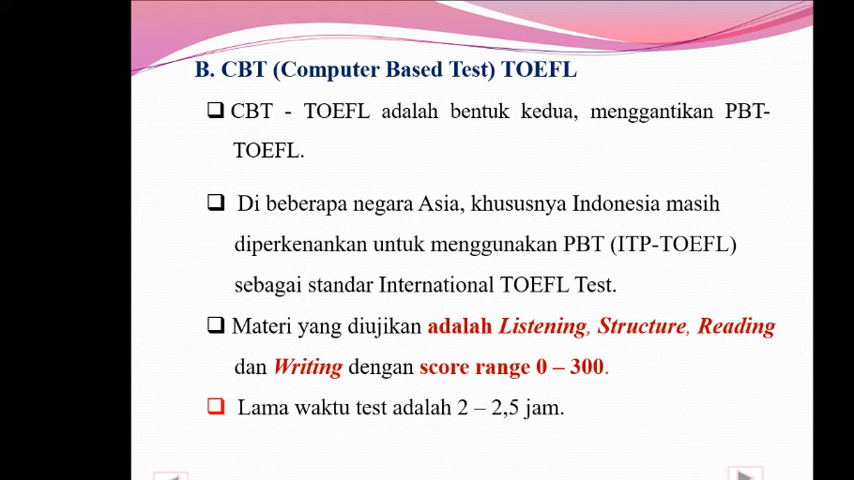 B. CBT (Computer Based Test) TOEFL
CBT - TOEFL adalah bentuk kedua, menggantikan PBT-
TOEFL.
Di beberapa negara Asia, khususnya Indonesia masih
diperkenankan untuk menggunakan PBT (ITP-TOEFL)
sebagai standar International TOEFL Test.
Materi yang diujikan adalah Listening, Structure, Reading
dan Writing dengan score range 0 – 300.
Lama waktu test adalah 2 – 2,5 jam.